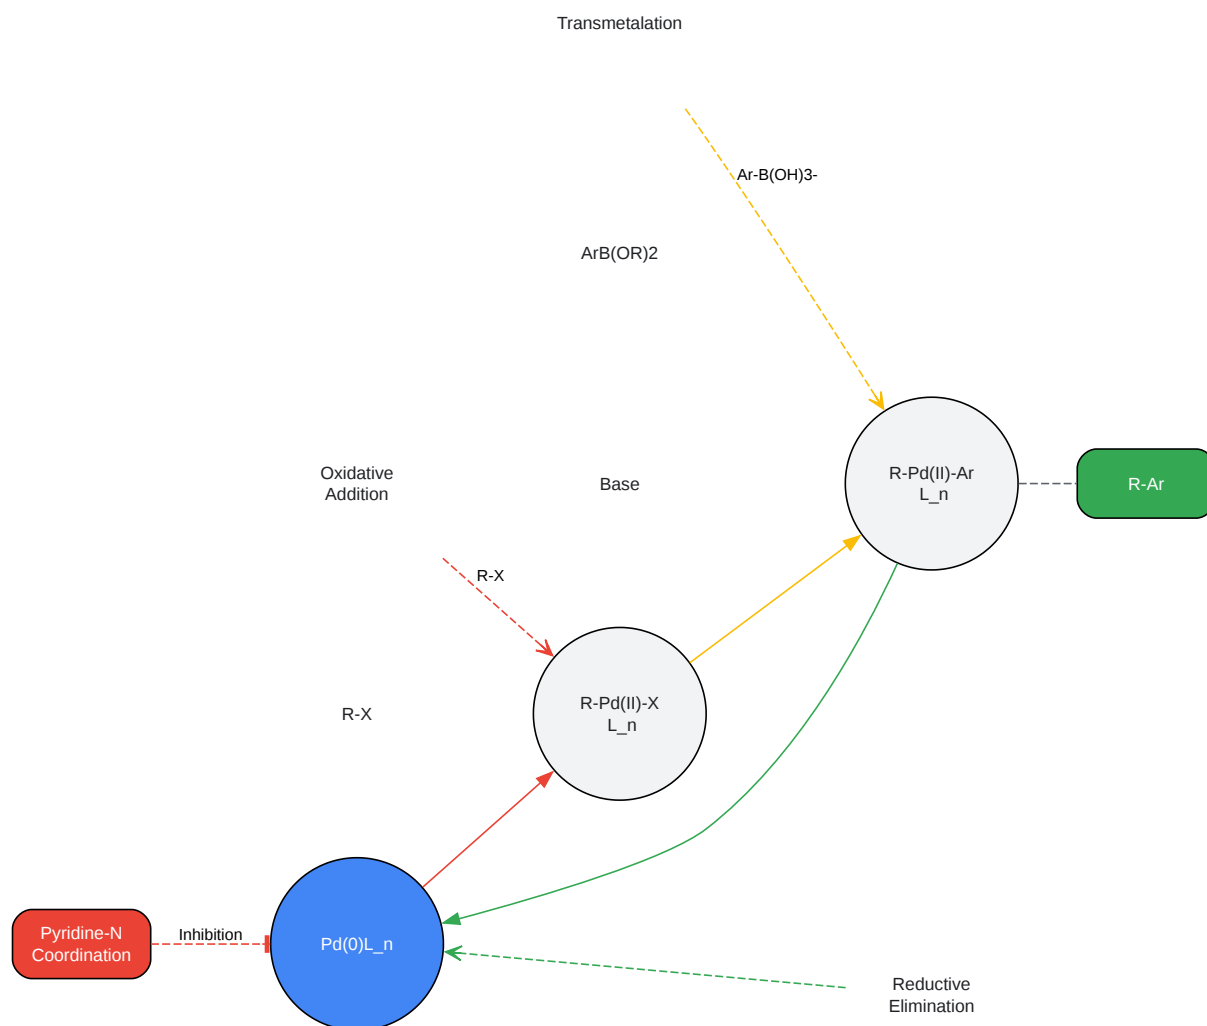 Transmetalation
Ar-B(OH)3-
ArB(OR)2
Oxidative
Addition
Base
R-Pd(II)-Ar
L_n
R-Ar
R-X
R-Pd(II)-X
L_n
R-X
Pyridine-N
Coordination
Inhibition
Pd(0)L_n
Reductive
Elimination